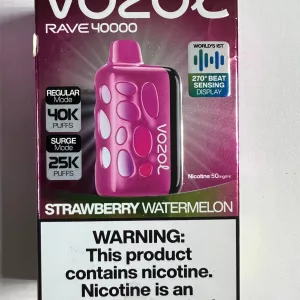 VOZOL
RAVE 40000
WORLD'S 1ST
270° BEAT
SENSING
DISPLAY
REGULAR
Mode
40K
PUFFS
SURGE
Mode
25K
PUFFS
VOZOL
Nicotine 50mg/ml
STRAWBERRY WATERMELON
WARNING:
This product
contains nicotine.
Nicotine is an